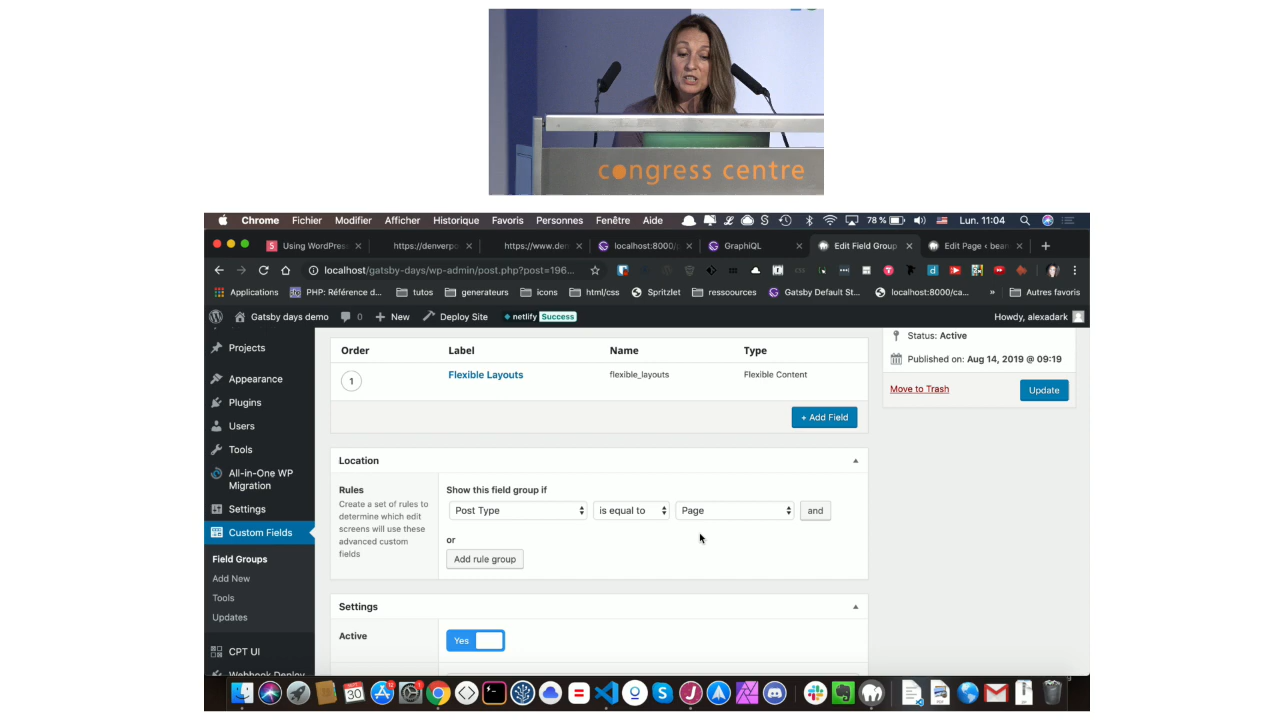 congress centre
Chrome Fichier Modifier Afficher Historique Favoris Personnes Fenêtre Aide 78 % Lun. 11:04
Using WordPress https://denverpo https://www.den localhost:8000/ GraphiQL Edit Field Group Edit Page ‹ bean
localhost/gatsby-days/wp-admin/post.php?post=196...
Applications PHP: Référence d... tutos generateurs icons html/css Spritzlet resscources Gatsby Default St... localhost:8000/ca... » Autres favoris
Gatsby days demo 0 + New Deploy Site netlify Success Howdy, alexadark
Projects
Appearance
Plugins
Users
Tools
All-in-One WP
Migration
Settings
Custom Fields
Field Groups
Add New
Tools
Updates
CPT UI
Webhook Deploy
Order Label Name Type
1 Flexible Layouts flexible_layouts Flexible Content
+ Add Field
Location
Rules
Create a set of rules to
determine which edit
screens will use these
advanced custom
fields
Show this field group if
Post Type is equal to Page and
or
Add rule group
Settings
Active
Yes
Status: Active
Published on: Aug 14, 2019 @ 09:19
Move to Trash Update
30